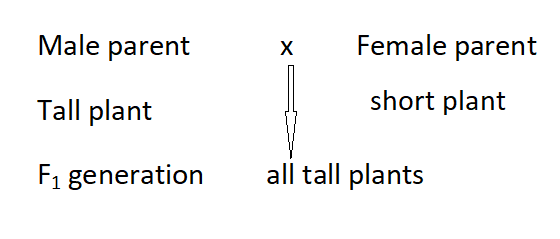 Male parent x Female parent
Tall plant short plant
F₁ generation all tall plants